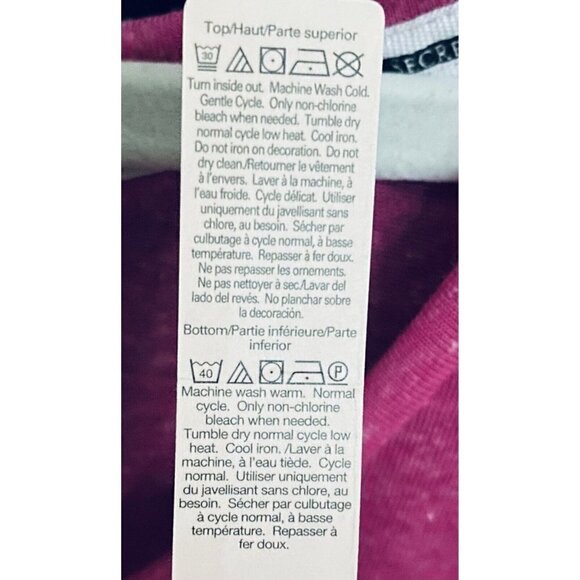 Top/Haut/Parte superior
30
SECRE
Turn inside out. Machine Wash Cold.
Gentle Cycle. Only non-chlorine
bleach when needed. Tumble dry
normal cycle low heat. Cool iron.
Do not iron on decoration. Do not
dry clean./Retourner le vêtement
à l'envers. Laver à la machine, à
l'eau froide. Cycle délicat. Utiliser
uniquement du javellisant sans
chlore, au besoin. Sécher par
culbutage à cycle normal, à basse
température. Repasser à fer doux.
Ne pas repasser les ornements.
Ne pas nettoyer à sec./Lavar del
lado del revés. No planchar sobre
la decoración.
Bottom/Partie inférieure/Parte
inferior
40 P
Machine wash warm. Normal
cycle. Only non-chlorine
bleach when needed.
Tumble dry normal cycle low
heat. Cool iron. /Laver à la
machine, à l'eau tiède. Cycle
normal. Utiliser uniquement
du javellisant sans chlore, au
besoin. Sécher par culbutage
à cycle normal, à basse
température. Repasser à
fer doux.